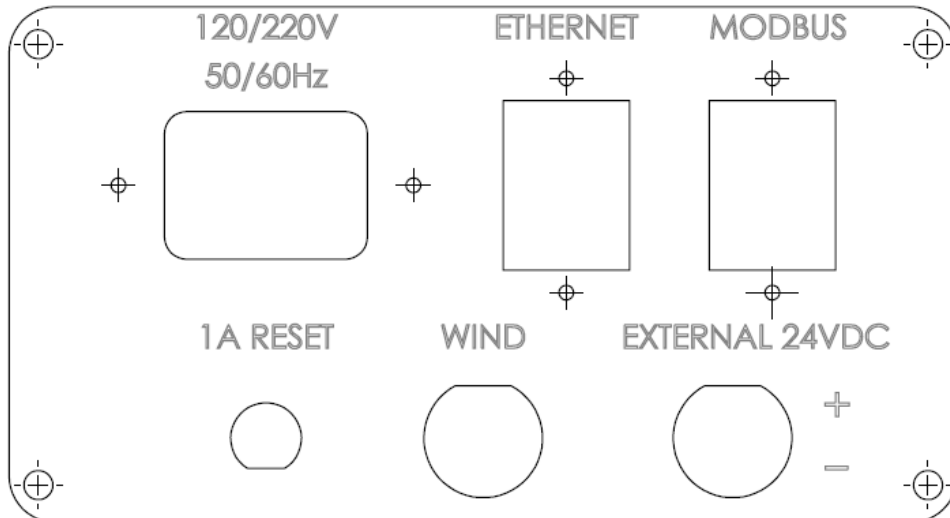 120/220V
50/60Hz
ETHERNET
MODBUS
1A RESET
WIND
EXTERNAL 24VDC
+
−